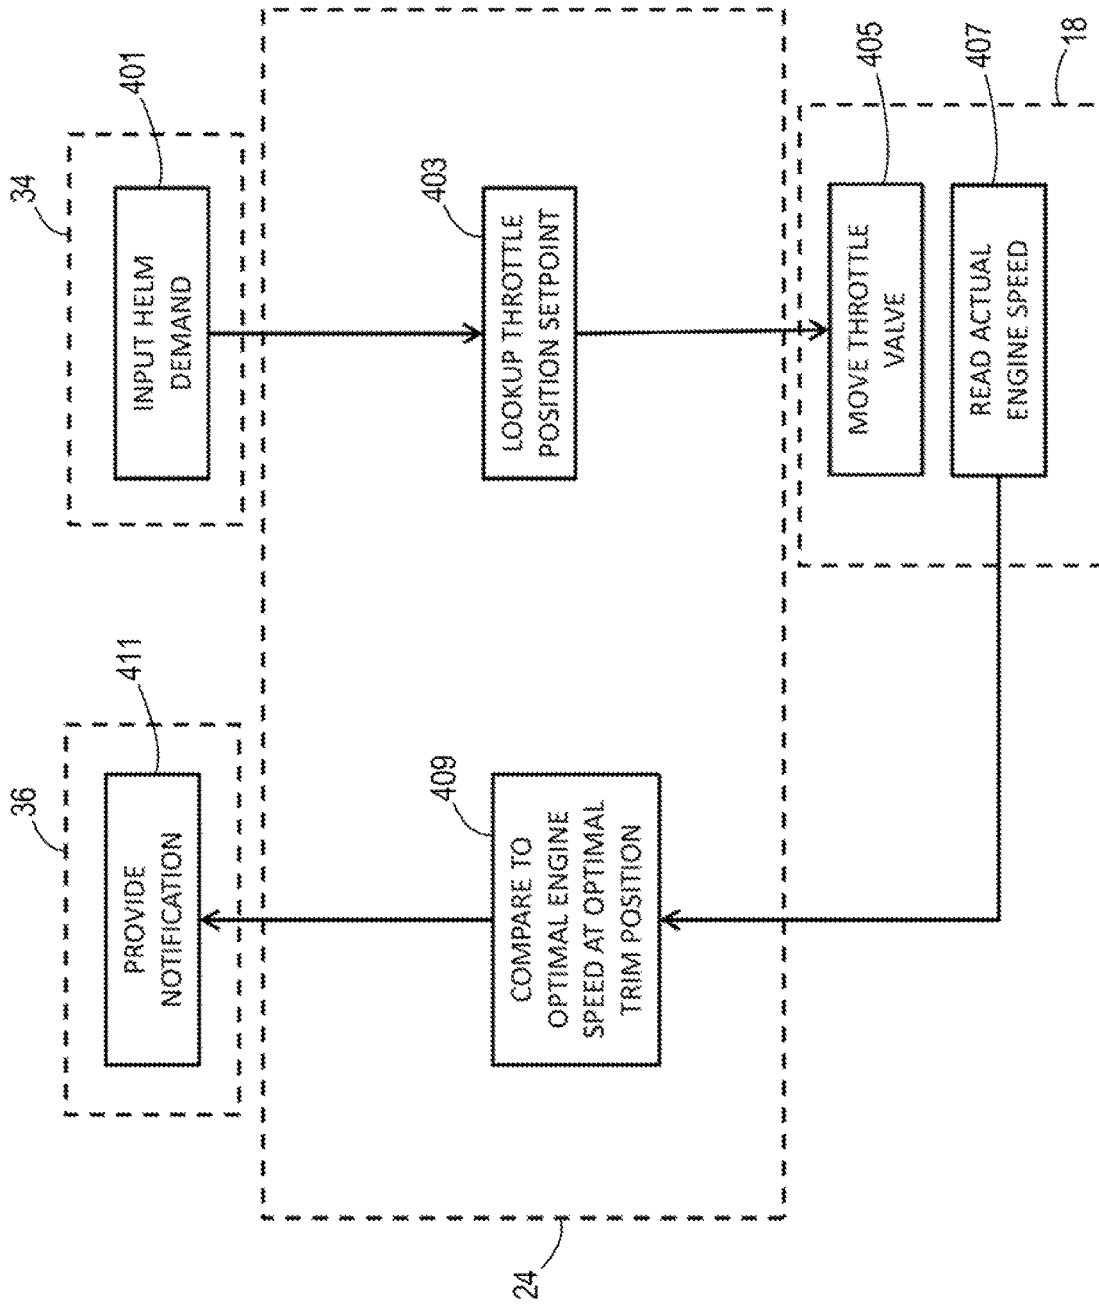 34
401
INPUT HELM
DEMAND
403
LOOKUP THROTTLE
POSITION SETPOINT
405
MOVE THROTTLE
VALVE
407
READ ACTUAL
ENGINE SPEED
18
36
411
PROVIDE
NOTIFICATION
409
COMPARE TO
OPTIMAL ENGINE
SPEED AT OPTIMAL
TRIM POSITION
24